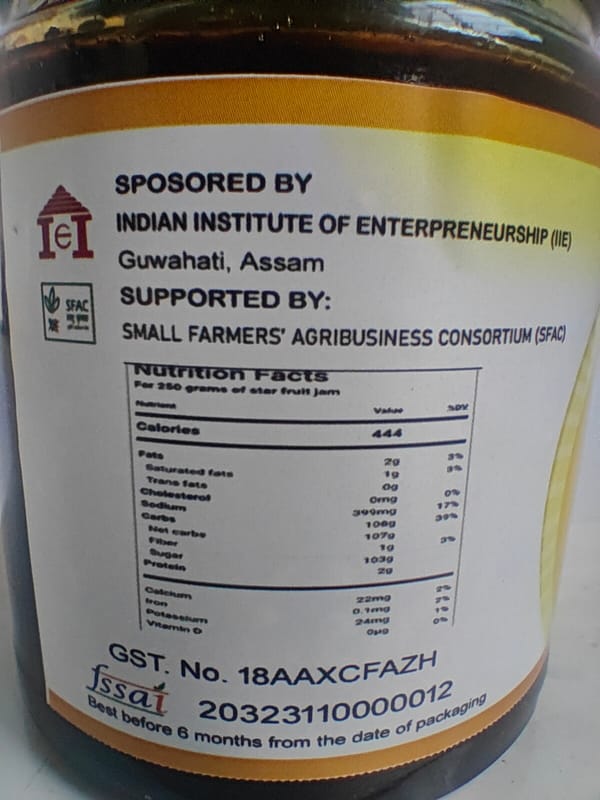 SPOSORED BY
IeI
INDIAN INSTITUTE OF ENTERPRENEURSHIP (IIE)
Guwahati, Assam
SFAC
SUPPORTED BY:
SMALL FARMERS' AGRIBUSINESS CONSORTIUM (SFAC)
Nutrition Facts
For 250 grams of star fruit jam
Nutrient Value %DV
Calories 444
Fats 2g 3%
Saturated fats 1g 3%
Trans fats 0g
Cholesterol 0mg 0%
Sodium 399mg 17%
Carbs 108g 39%
Net carbs 107g
Fiber 1g 3%
Sugar 103g
Protein 2g
Calcium 22mg 2%
Iron 0.1mg 2%
Potassium 24mg 1%
Vitamin D 0µg 0%
GST. No. 18AAXCFAZH
fssai 20323110000012
Best before 6 months from the date of packaging